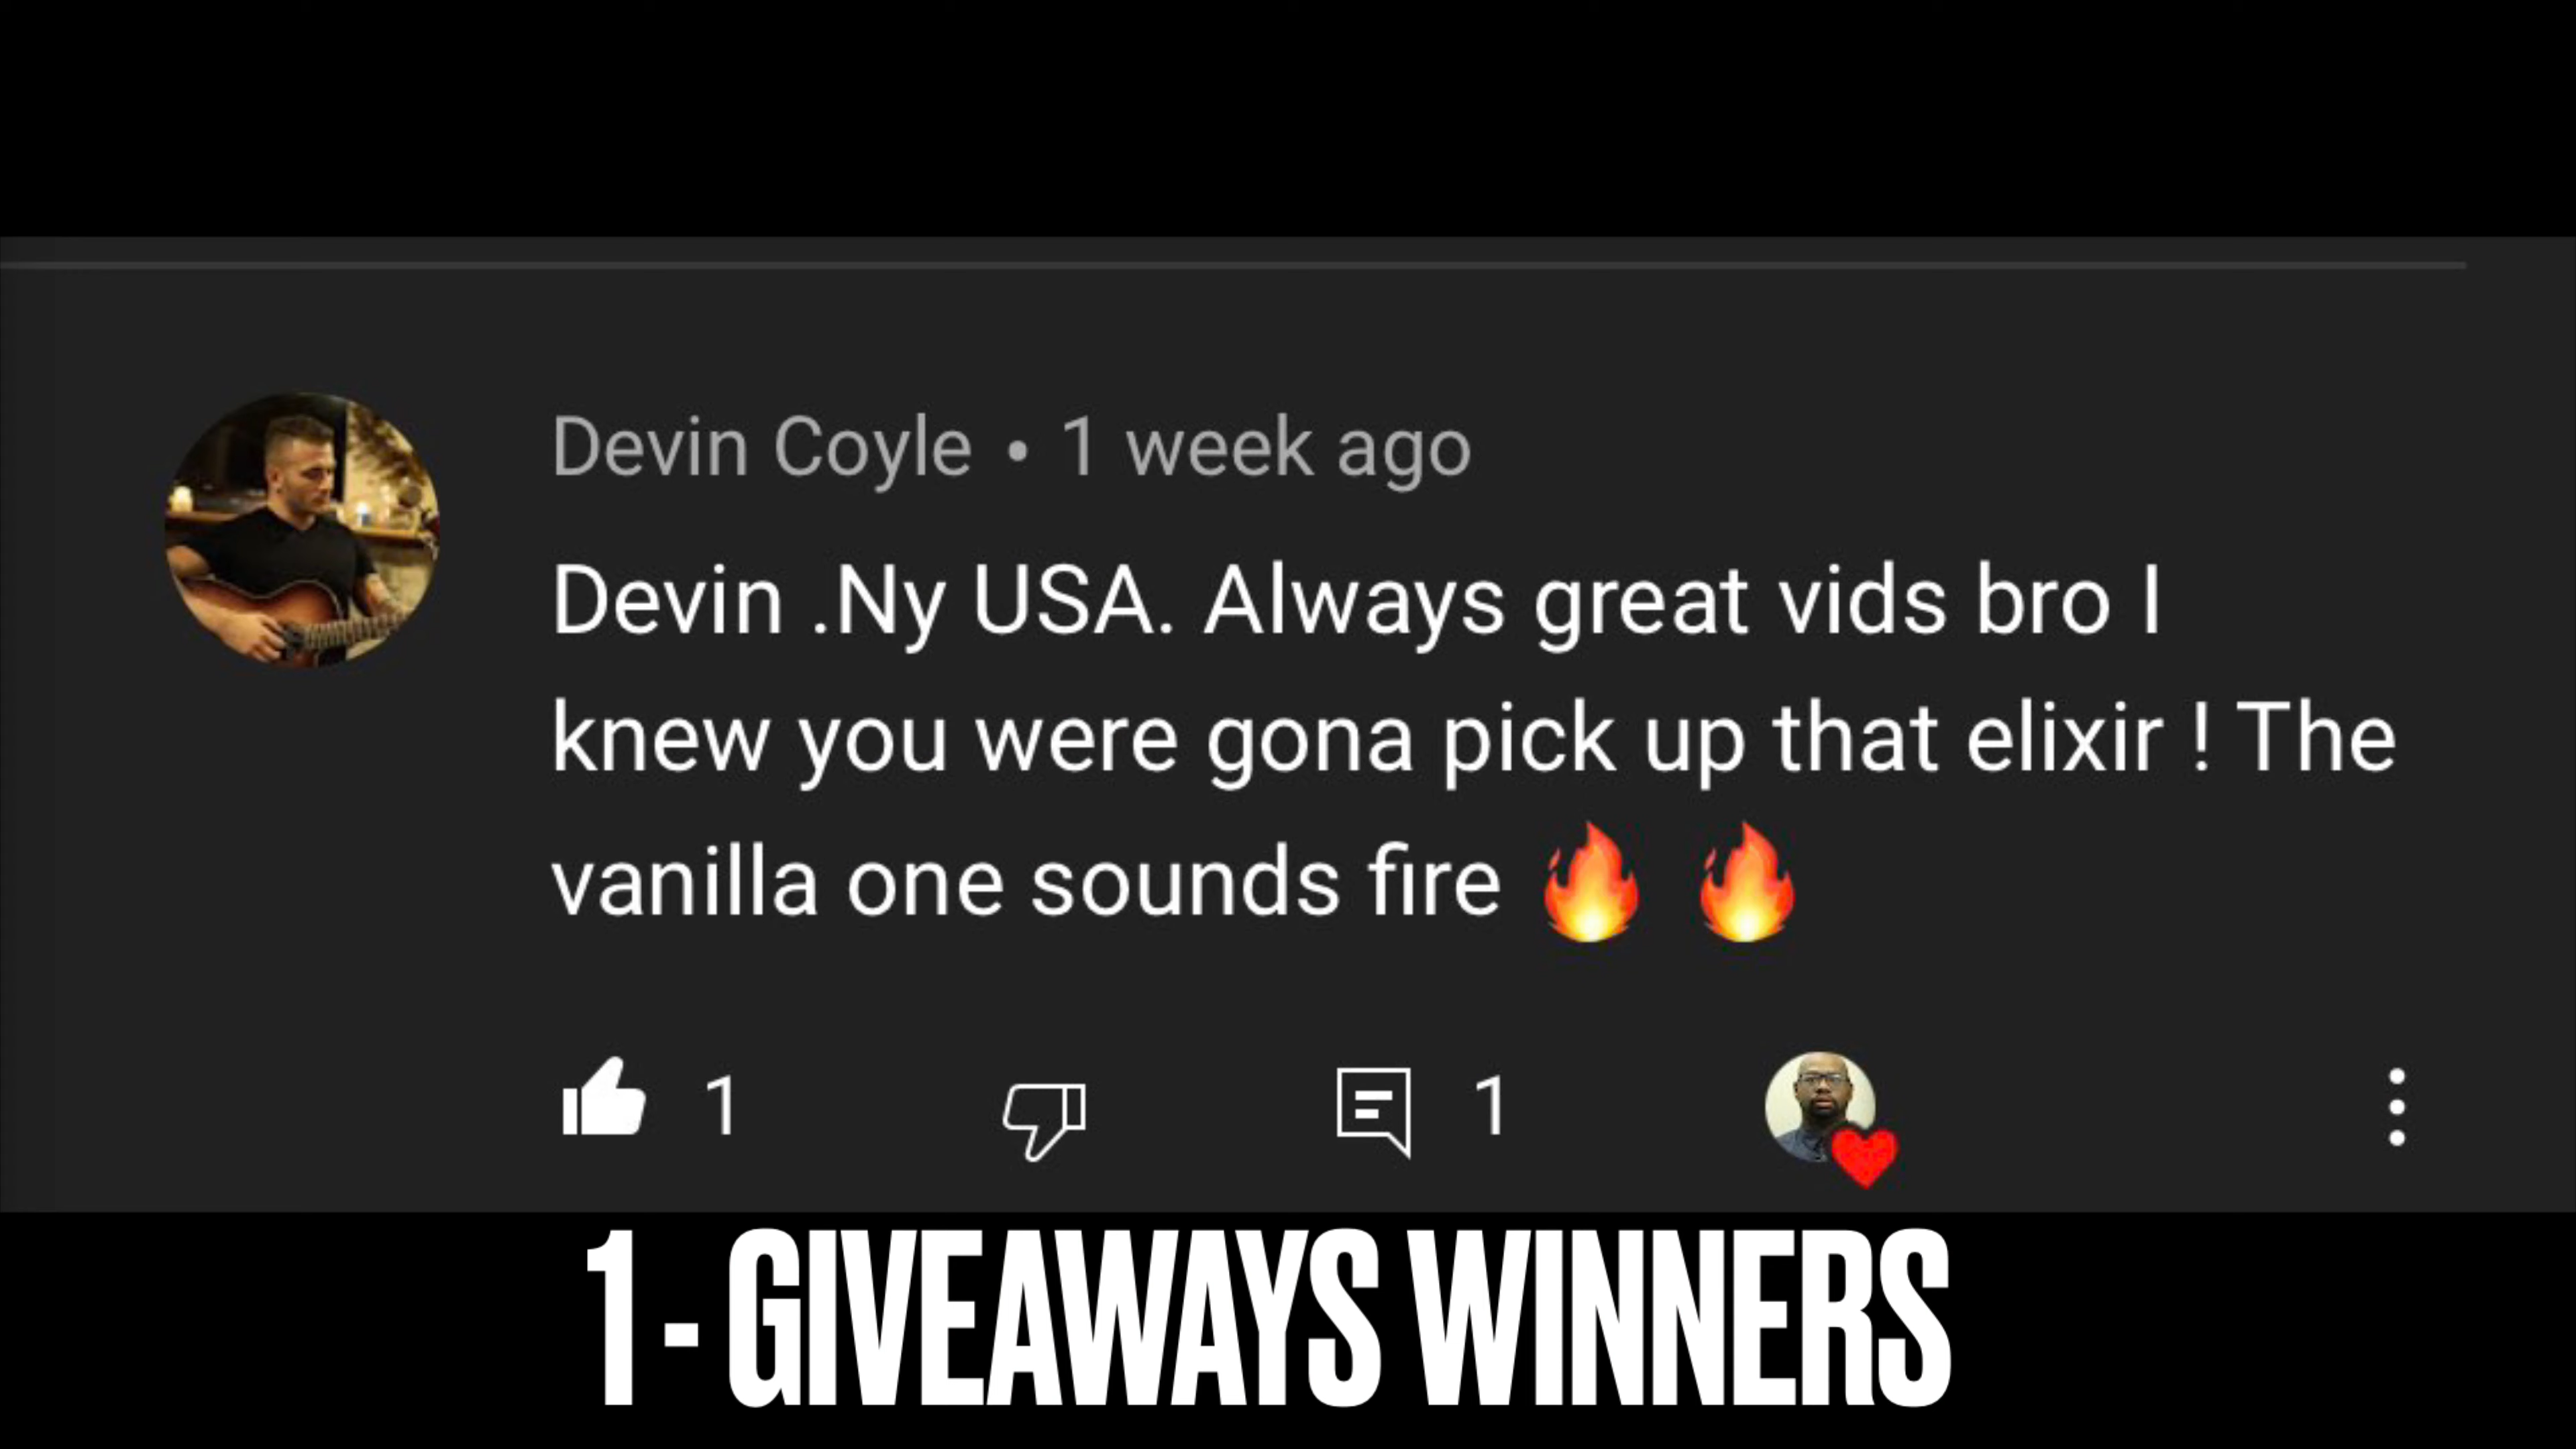 Devin Coyle • 1 week ago
Devin .Ny USA. Always great vids bro I
knew you were gona pick up that elixir ! The
vanilla one sounds fire 🔥 🔥
1 1
1 - GIVEAWAYS WINNERS